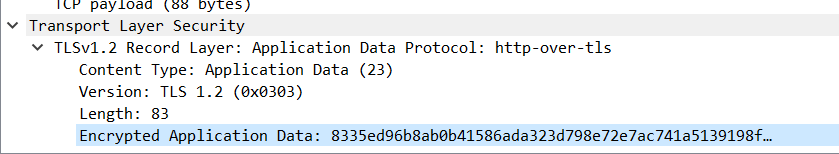 TCP payload (88 bytes)
Transport Layer Security
TLSv1.2 Record Layer: Application Data Protocol: http-over-tls
Content Type: Application Data (23)
Version: TLS 1.2 (0x0303)
Length: 83
Encrypted Application Data: 8335ed96b8ab0b41586ada323d798e72e7ac741a5139198f…